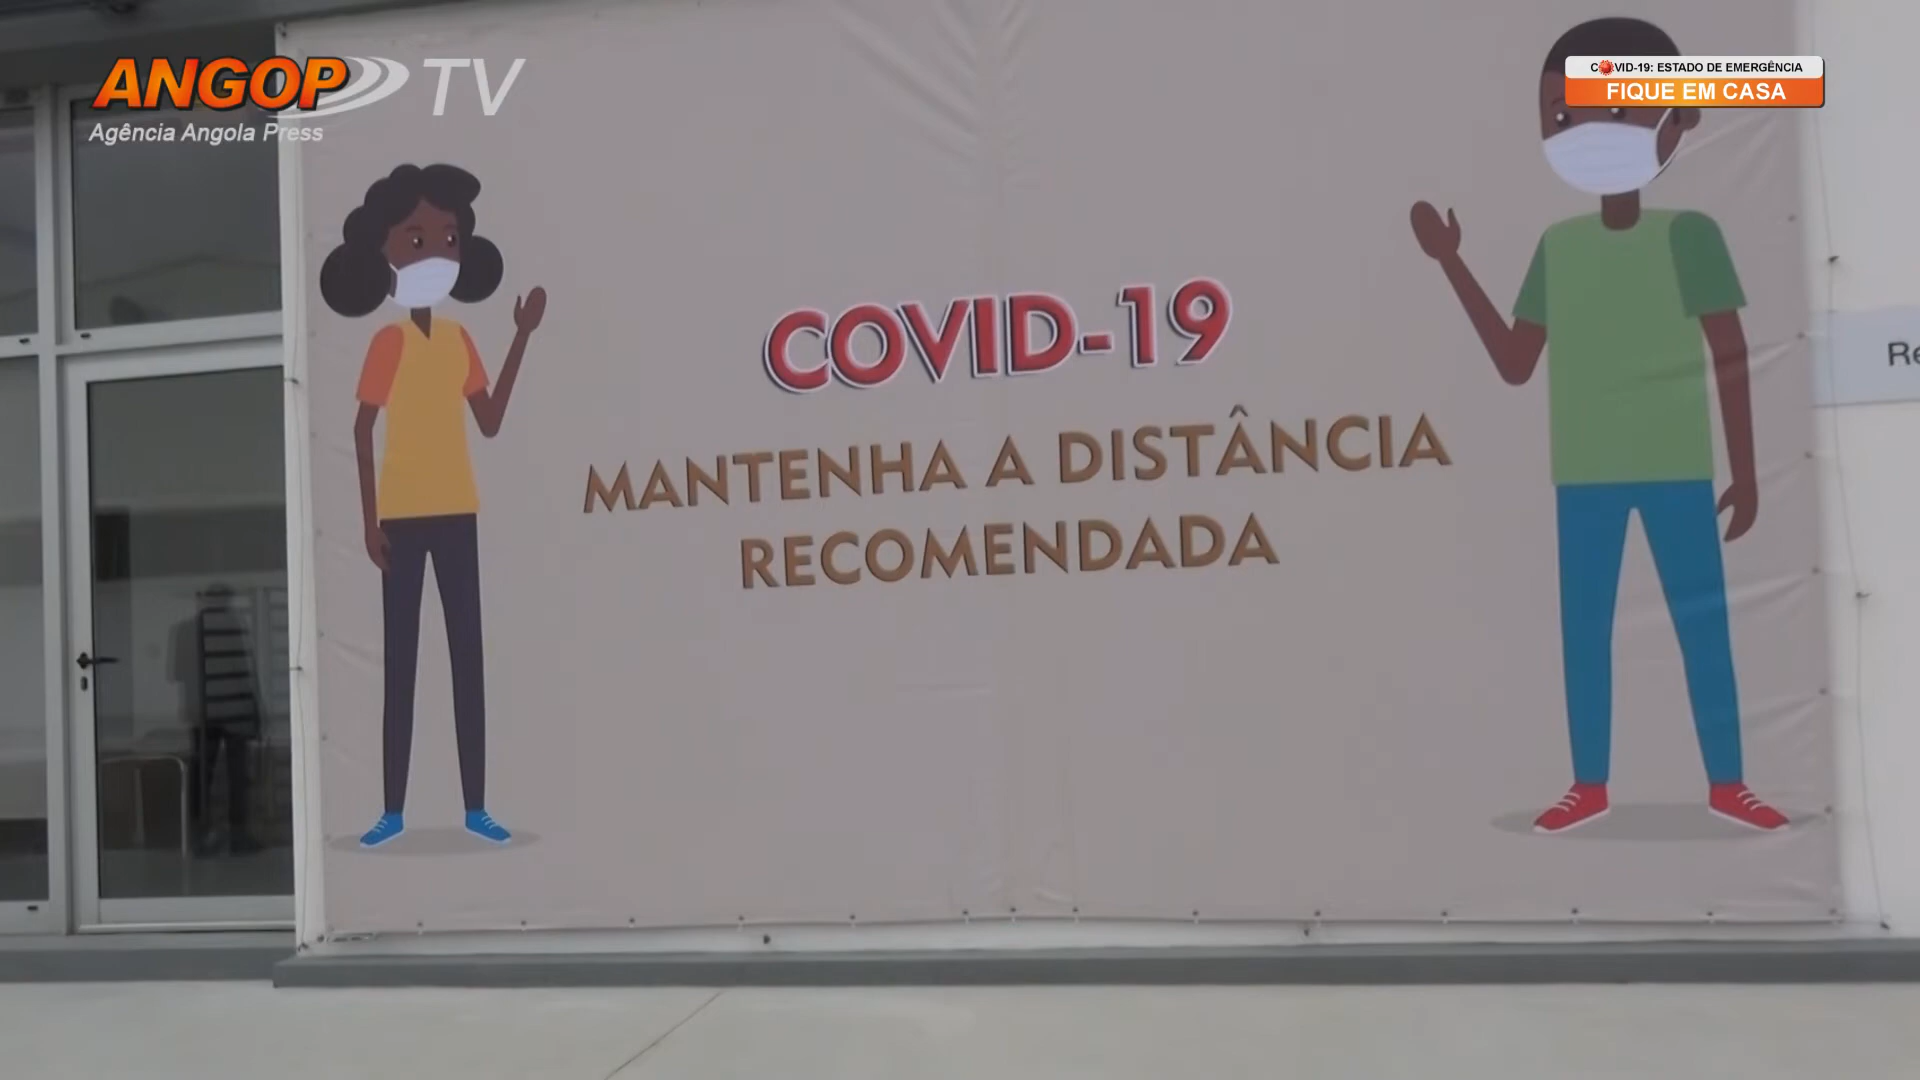 ANGOP TV
Agência Angola Press
COVID-19: ESTADO DE EMERGÊNCIA
FIQUE EM CASA
COVID-19
MANTENHA A DISTÂNCIA
RECOMENDADA